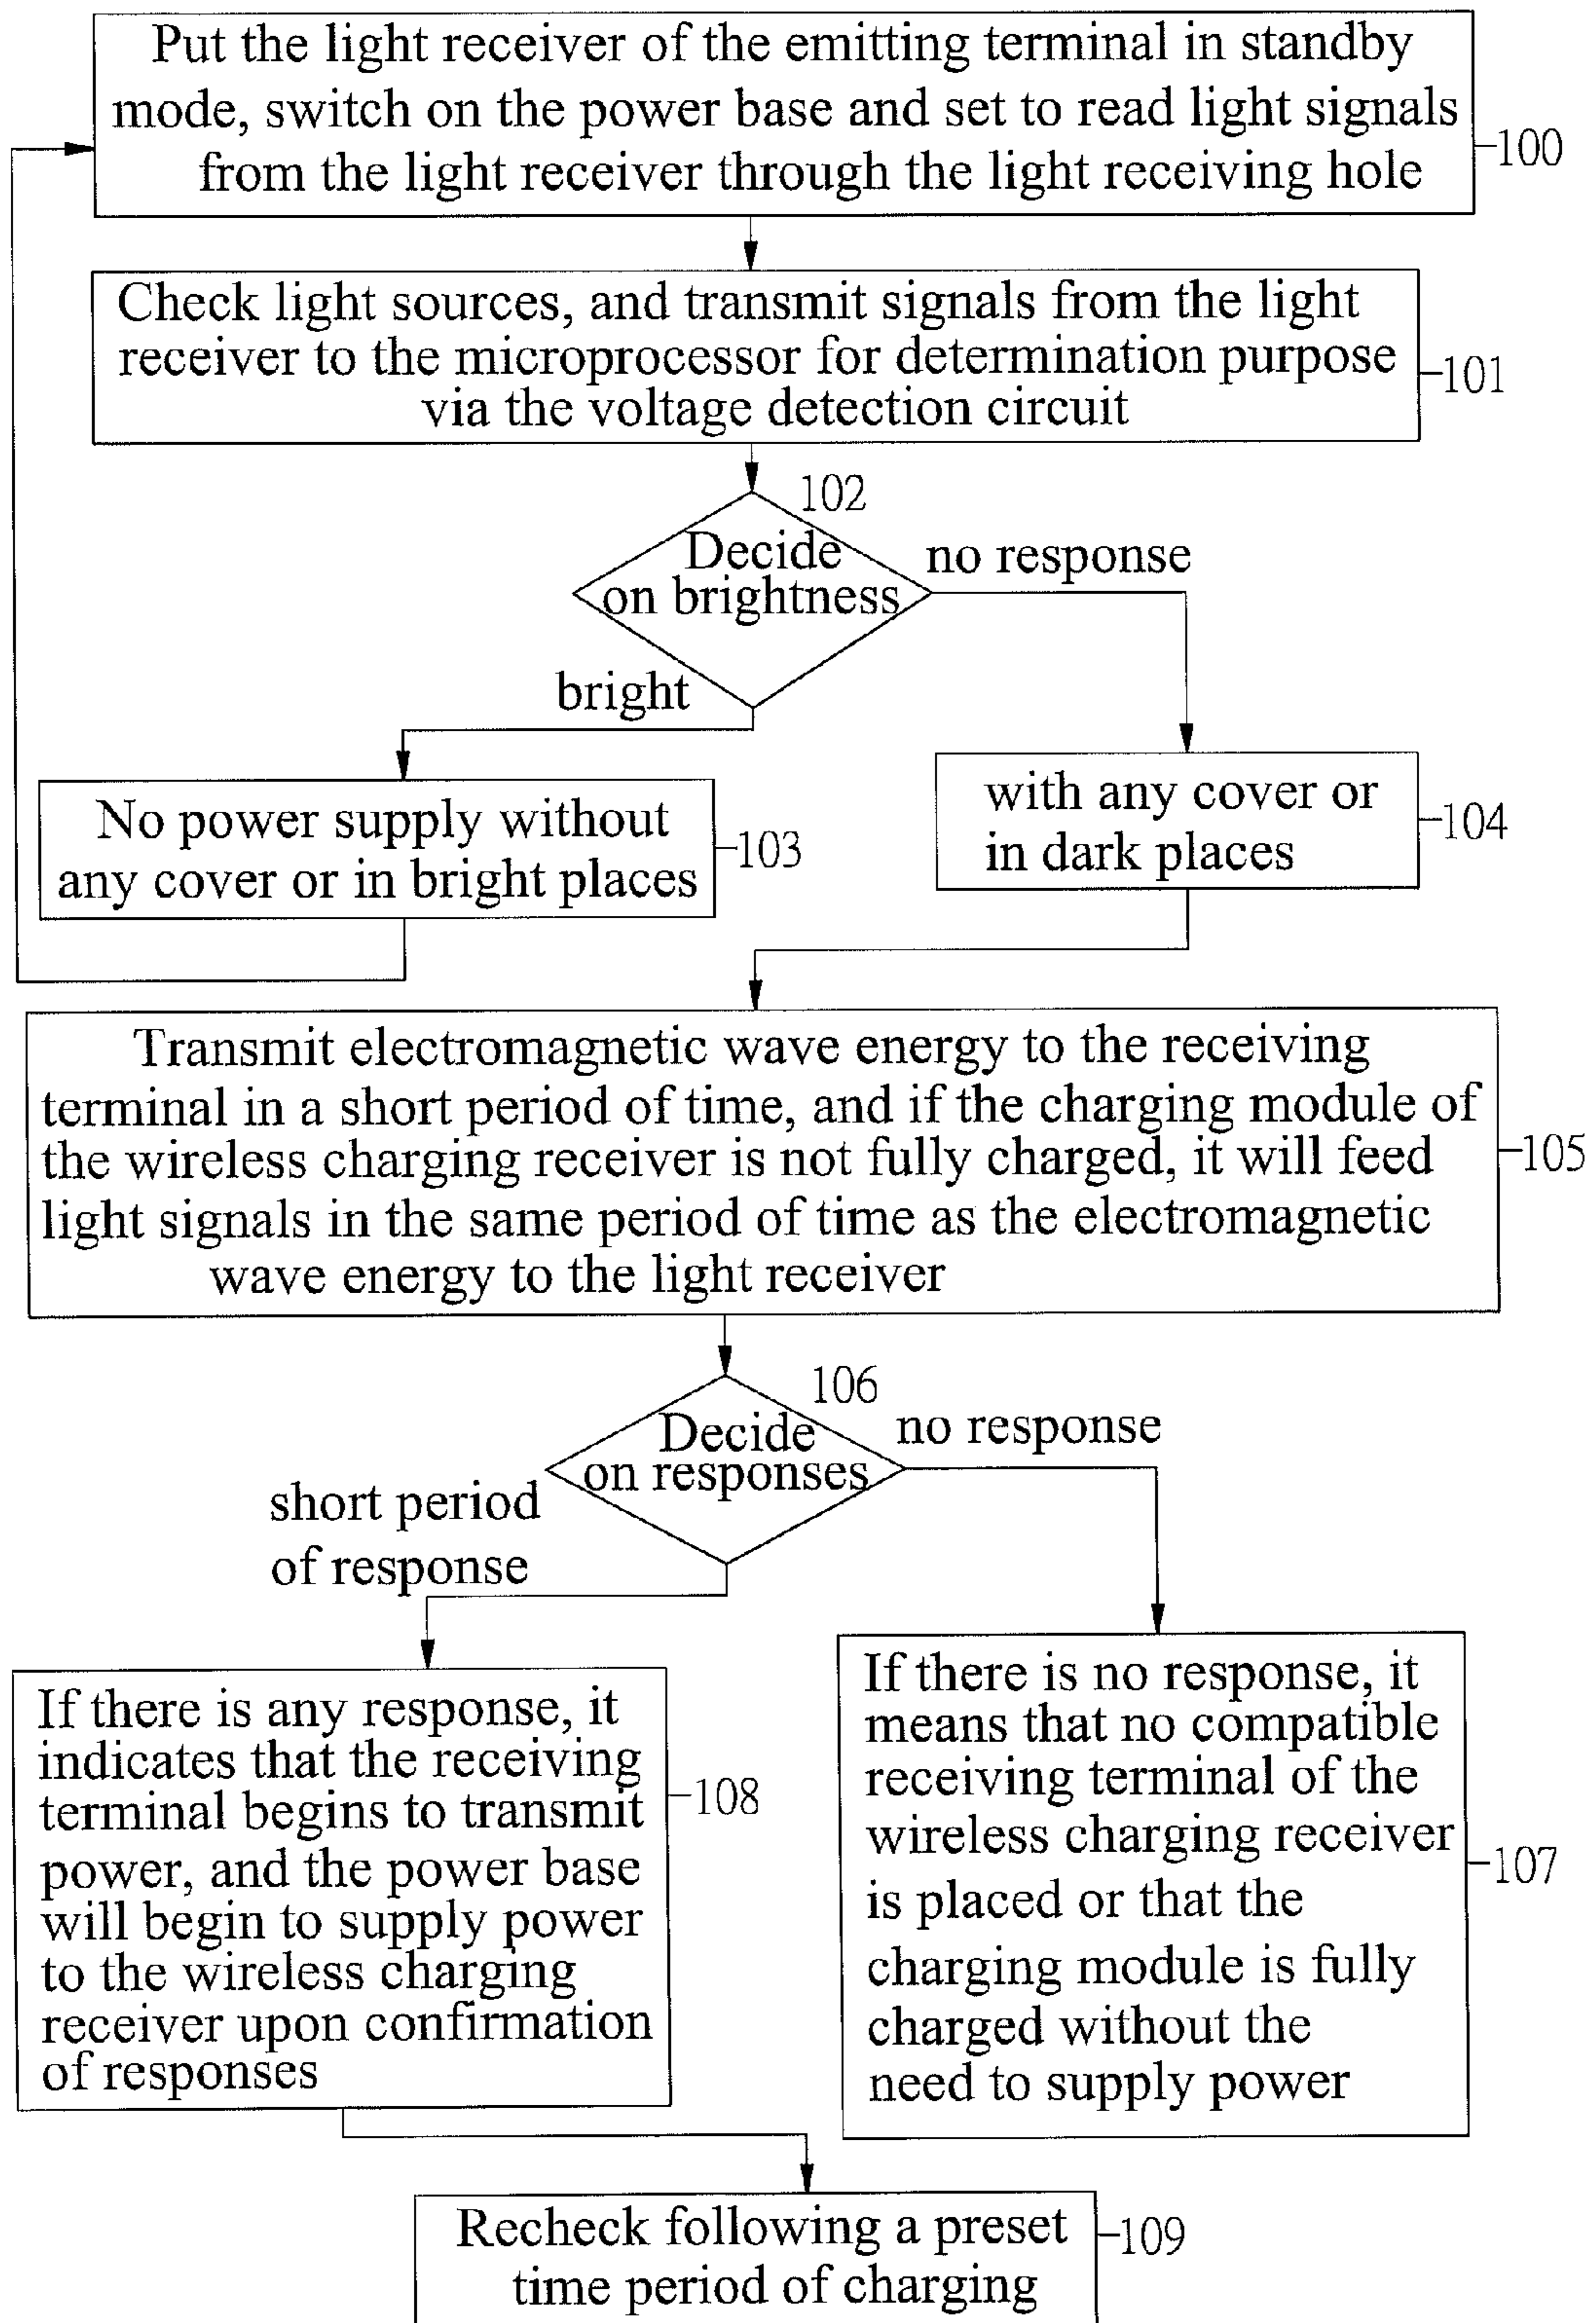 Put the light receiver of the emitting terminal in standby
mode, switch on the power base and set to read light signals
from the light receiver through the light receiving hole
100
Check light sources, and transmit signals from the light
receiver to the microprocessor for determination purpose
via the voltage detection circuit
101
102
Decide
on brightness
no response
bright
No power supply without
any cover or in bright places
103
with any cover or
in dark places
104
Transmit electromagnetic wave energy to the receiving
terminal in a short period of time, and if the charging module of
the wireless charging receiver is not fully charged, it will feed
light signals in the same period of time as the electromagnetic
wave energy to the light receiver
105
106
Decide
on responses
no response
short period
of response
If there is any response, it
indicates that the receiving
terminal begins to transmit
power, and the power base
will begin to supply power
to the wireless charging
receiver upon confirmation
of responses
108
If there is no response, it
means that no compatible
receiving terminal of the
wireless charging receiver
is placed or that the
charging module is fully
charged without the
need to supply power
107
Recheck following a preset
time period of charging
109